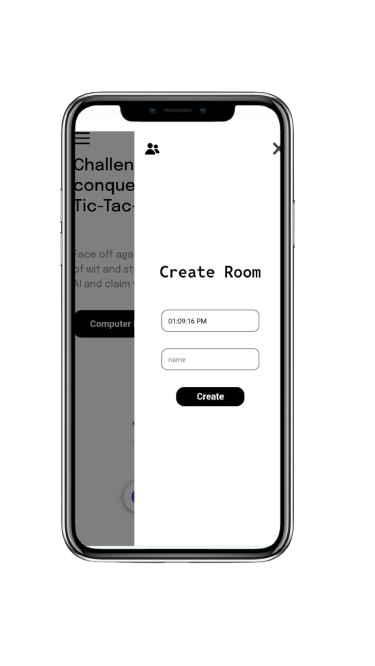 Challen
conque
Tic-Tac-
Face off aga
of wit and st
AI and claim
Computer
Create Room
01:09:16 PM
name
Create